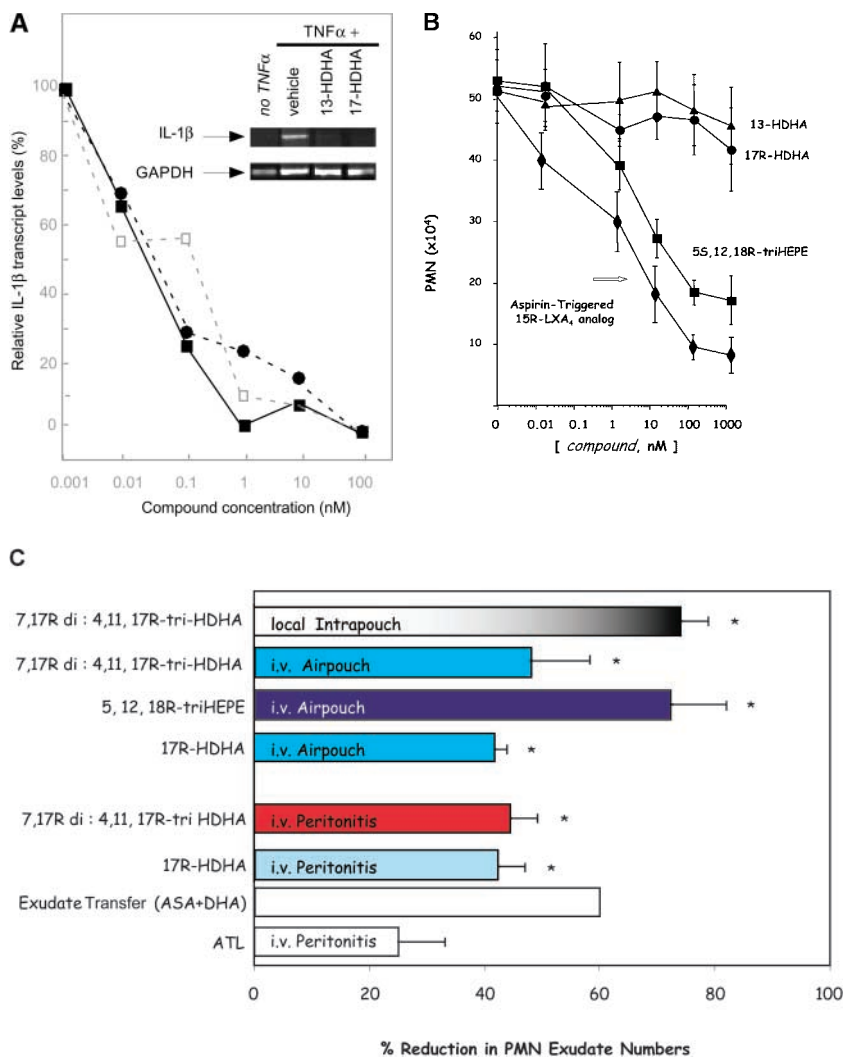 A
TNFα +
no TNFα
vehicle
13-HDHA
17-HDHA
IL-1β
GAPDH
Relative IL-1β transcript levels (%)
100
80
60
40
20
0
0.001 0.01 0.1 1 10 100
Compound concentration (nM)
B
PMN (x10⁴)
60
50
40
30
20
10
0
13-HDHA
17R-HDHA
5S,12,18R-triHEPE
Aspirin-Triggered
15R-LXA₄ analog
0 0.01 0.1 1 10 100 1000
[ compound, nM ]
C
7,17R di : 4,11, 17R-tri-HDHA local Intrapouch *
7,17R di : 4,11, 17R-tri-HDHA i.v. Airpouch *
5, 12, 18R-triHEPE i.v. Airpouch *
17R-HDHA i.v. Airpouch *
7,17R di : 4,11, 17R-tri HDHA i.v. Peritonitis *
17R-HDHA i.v. Peritonitis *
Exudate Transfer (ASA+DHA)
ATL i.v. Peritonitis
0 20 40 60 80 100
% Reduction in PMN Exudate Numbers